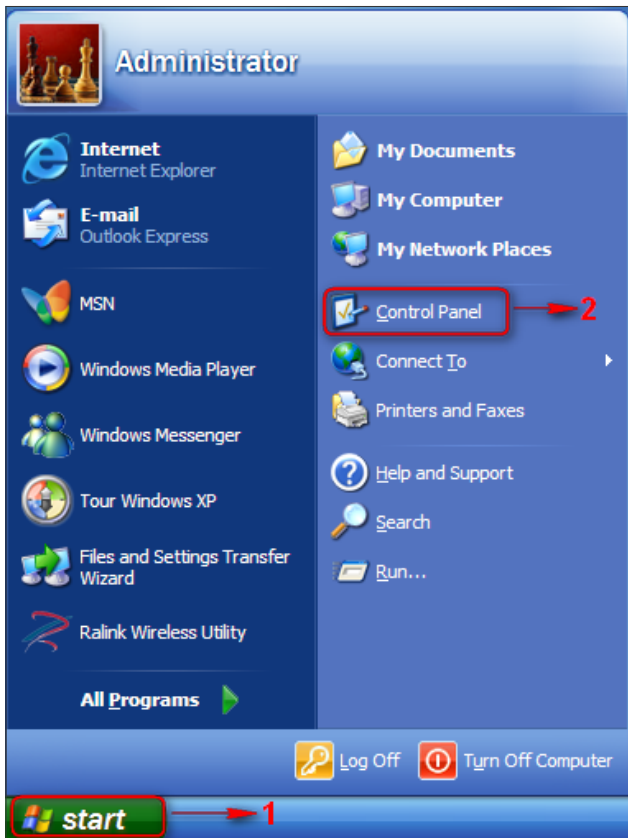 Administrator
Internet
Internet Explorer
E-mail
Outlook Express
MSN
Windows Media Player
Windows Messenger
Tour Windows XP
Files and Settings Transfer
Wizard
Ralink Wireless Utility
All Programs
My Documents
My Computer
My Network Places
Control Panel
2
Connect To
Printers and Faxes
Help and Support
Search
Run...
Log Off
Turn Off Computer
start
1